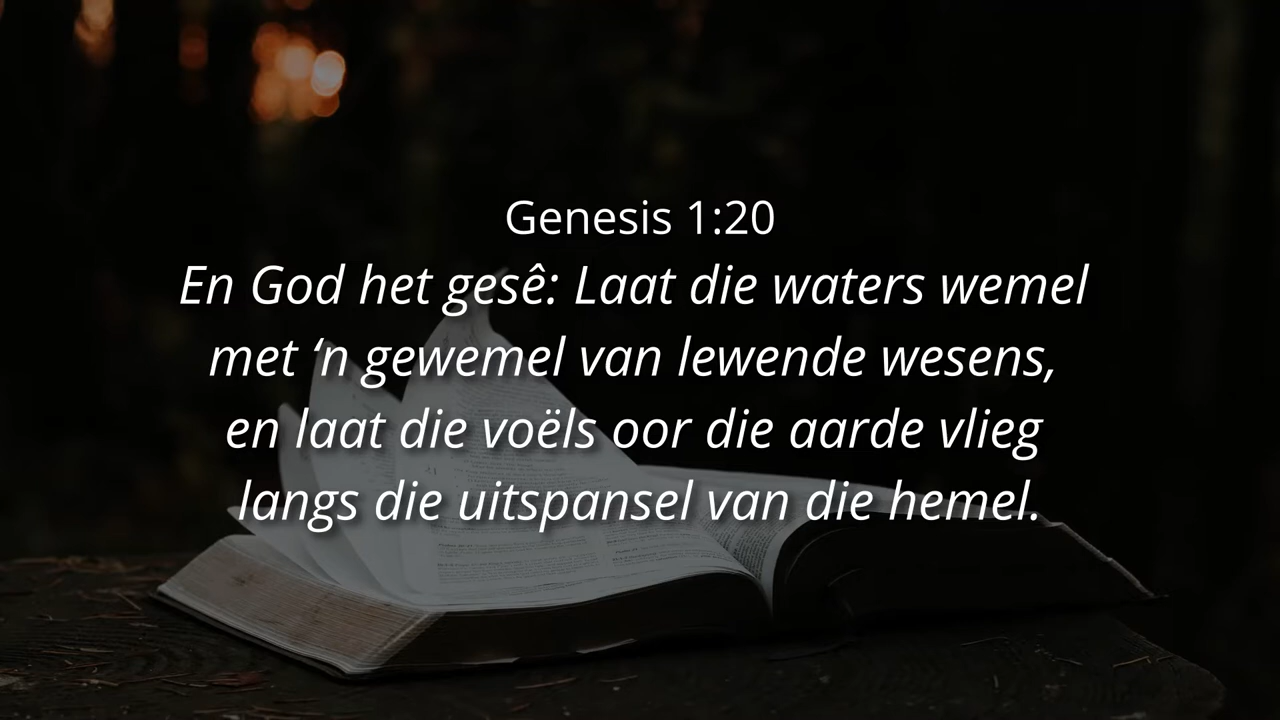 Genesis 1:20
En God het gesê: Laat die waters wemel
met ‘n gewemel van lewende wesens,
en laat die voëls oor die aarde vlieg
langs die uitspansel van die hemel.